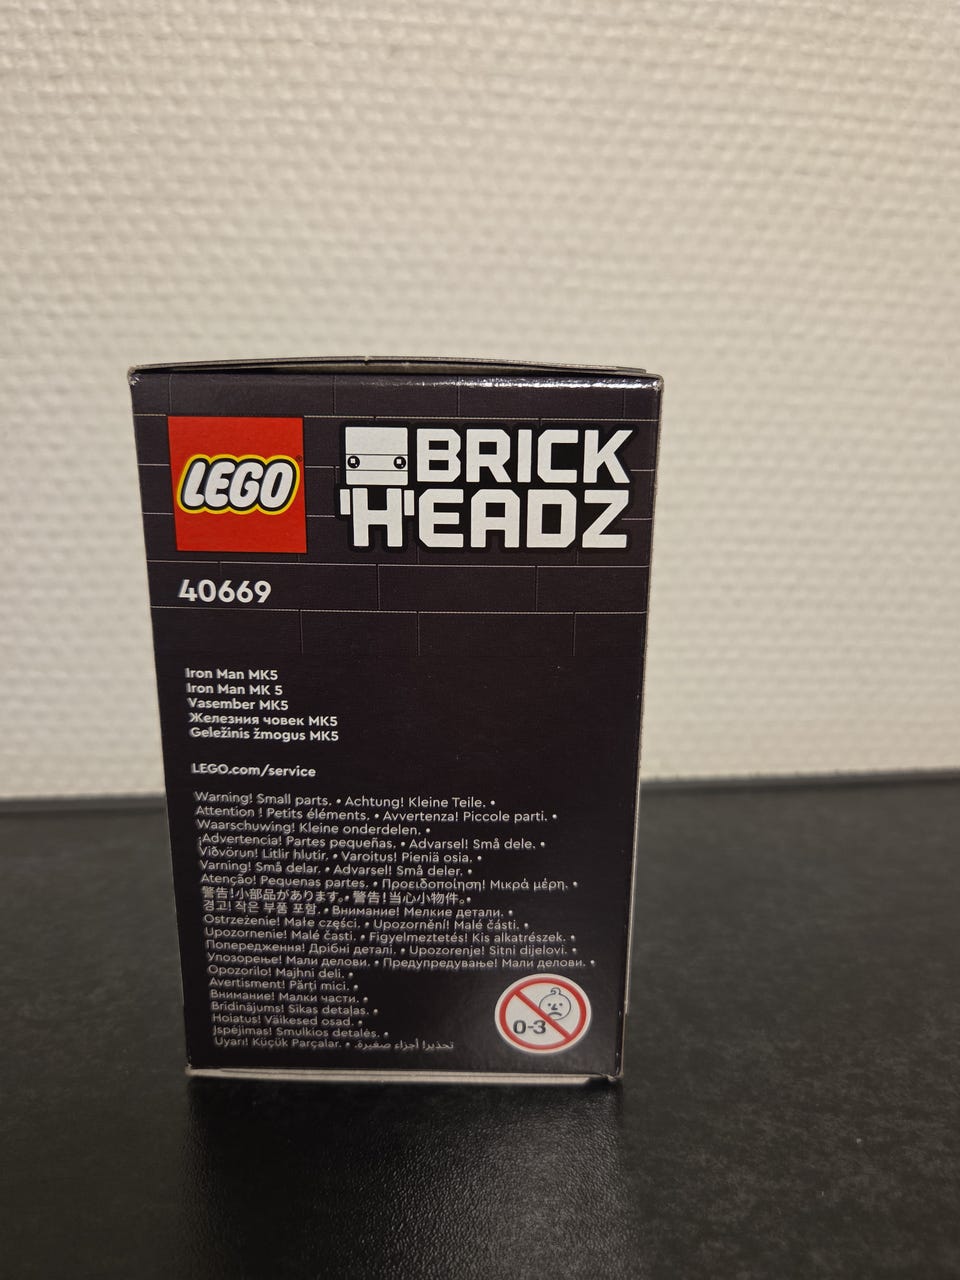 LEGO®
BRICK
'H'EADZ
40669
Iron Man MK5
Iron Man MK 5
Vasember MK5
Железния човек MK5
Geležinis žmogus MK5
LEGO.com/service
Warning! Small parts. • Achtung! Kleine Teile. •
Attention ! Petits éléments. • Avvertenza! Piccole parti. •
Waarschuwing! Kleine onderdelen. •
¡Advertencia! Partes pequeñas. • Advarsel! Små dele. •
Viðvörun! Litlir hlutir. • Varoitus! Pieniä osia. •
Varning! Små delar. • Advarsel! Små deler. •
Atenção! Pequenas partes. • Προειδοποίηση! Μικρά μέρη. •
警告!小部品があります。• 警告!当心小物件。•
경고! 작은 부품 포함. • Внимание! Мелкие детали. •
Ostrzeżenie! Małe części. • Upozornění! Malé části. •
Upozornenie! Malé časti. • Figyelmeztetés! Kis alkatrészek. •
Попередження! Дрібні деталі. • Upozorenje! Sitni dijelovi. •
Упозорење! Мали делови. • Предупредување! Мали делови. •
Opozorilo! Majhni deli. •
Avertisment! Părți mici. •
Внимание! Малки части. •
Brīdinājums! Sīkas detaļas. •
Hoiatus! Väikesed osad. •
Įspėjimas! Smulkios detalės. •
Uyarı! Küçük Parçalar. • تحذير! أجزاء صغيرة.
0-3